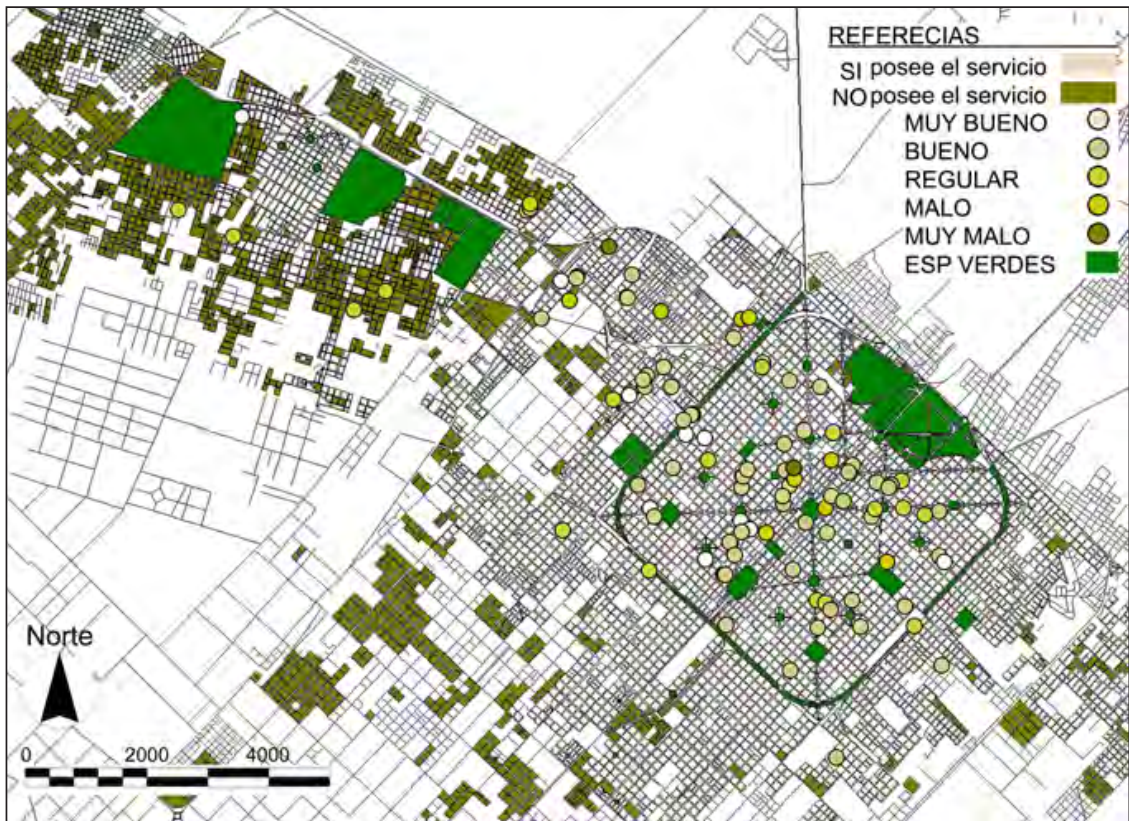 REFERECIAS
SI posee el servicio
NO posee el servicio
MUY BUENO
BUENO
REGULAR
MALO
MUY MALO
ESP VERDES
Norte
0 2000 4000